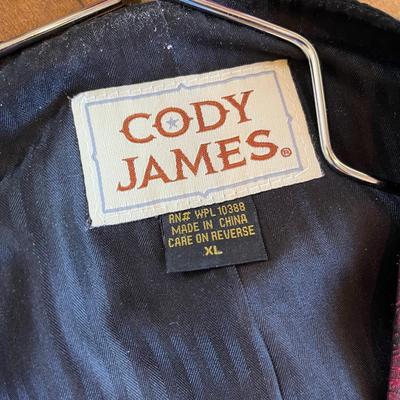 CODY
JAMES®
RN# WPL 10388
MADE IN CHINA
CARE ON REVERSE
XL